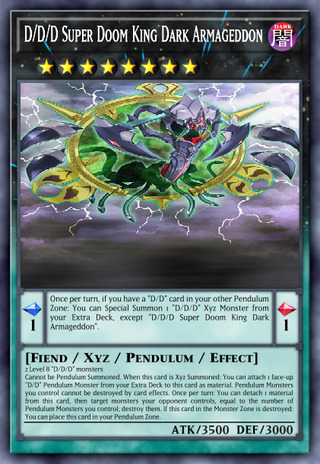 D/D/D Super Doom King Dark Armageddon
DARK
闇
Once per turn, if you have a "D/D" card in your other Pendulum
Zone: You can Special Summon 1 "D/D/D" Xyz Monster from
your Extra Deck, except "D/D/D Super Doom King Dark
Armageddon".
1
1
[Fiend / Xyz / Pendulum / Effect]
2 Level 8 "D/D/D" monsters
Cannot be Pendulum Summoned. When this card is Xyz Summoned: You can attach 1 face-up
"D/D" Pendulum Monster from your Extra Deck to this card as material. Pendulum Monsters
you control cannot be destroyed by card effects. Once per turn: You can detach 1 material
from this card, then target monsters your opponent controls, equal to the number of
Pendulum Monsters you control; destroy them. If this card in the Monster Zone is destroyed:
You can place this card in your Pendulum Zone.
ATK/3500 DEF/3000